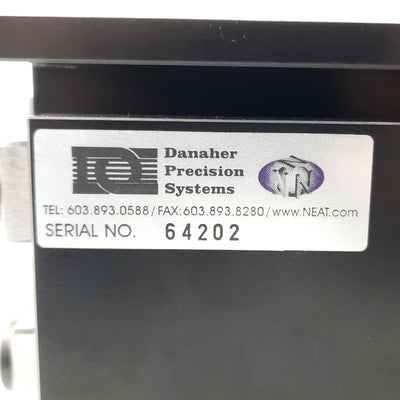 Danaher
Precision
Systems
TEL: 603.893.0588/FAX:603.893.8280/www.NEAT.com
SERIAL NO. 64202